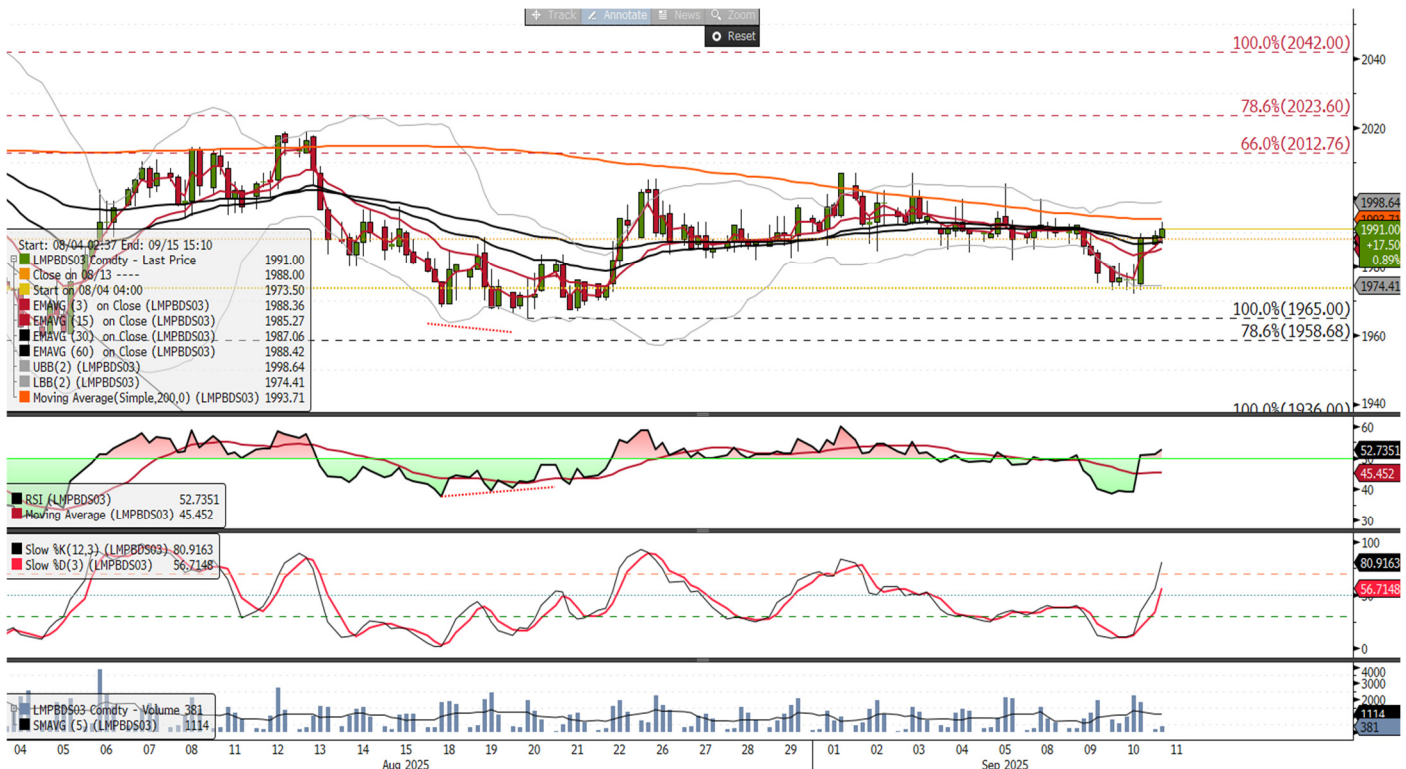 Track Annotate News Zoom
Reset
100.0%(2042.00)
2040
78.6%(2023.60)
2020
66.0%(2012.76)
1998.64
1993.71
1991.00
+17.50
0.89%
1980
1974.41
100.0%(1965.00)
78.6%(1958.68)
1960
1940
100.0%(1936.00)
Start: 08/04 02:37 End: 09/15 15:10
LMPBDS03 Comdty - Last Price 1991.00
Close on 08/13 ---- 1988.00
Start on 08/04 04:00 1973.50
EMAVG (3) on Close (LMPBDS03) 1988.36
EMAVG (15) on Close (LMPBDS03) 1985.27
EMAVG (30) on Close (LMPBDS03) 1987.06
EMAVG (60) on Close (LMPBDS03) 1988.42
UBB(2) (LMPBDS03) 1998.64
LBB(2) (LMPBDS03) 1974.41
Moving Average(Simple,200,0) (LMPBDS03) 1993.71
60
52.7351
50
45.452
40
30
RSI (LMPBDS03) 52.7351
Moving Average (LMPBDS03) 45.452
Slow %K(12,3) (LMPBDS03) 80.9163
Slow %D(3) (LMPBDS03) 56.7148
100
80.9163
56.7148
50
0
LMPBDS03 Comdty - Volume 381
SMAVG (5) (LMPBDS03) 1114
4000
3000
2000
1114
381
04 05 06 07 08 11 12 13 14 15 18 19 20 21 22 26 27 28 29 01 02 03 04 05 08 09 10 11
Aug 2025 Sep 2025